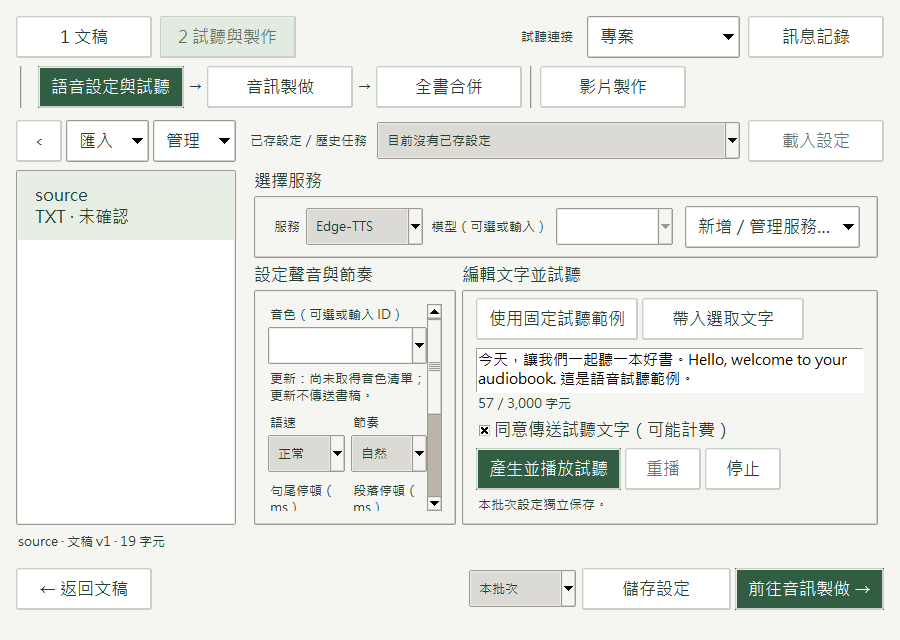 1 文稿
2 試聽與製作
試聽連接
專案
訊息記錄
語音設定與試聽
→
音訊製做
→
全書合併
影片製作
<
匯入
管理
已存設定 / 歷史任務
目前沒有已存設定
載入設定
source
TXT · 未確認
選擇服務
服務
Edge-TTS
模型（可選或輸入）
新增 / 管理服務...
設定聲音與節奏
編輯文字並試聽
音色（可選或輸入 ID）
更新：尚未取得音色清單；
更新不傳送書稿。
語速
節奏
正常
自然
句尾停頓（
ms）
段落停頓（
ms）
使用固定試聽範例
帶入選取文字
今天，讓我們一起聽一本好書。Hello, welcome to your
audiobook. 這是語音試聽範例。
57 / 3,000 字元
同意傳送試聽文字（可能計費）
產生並播放試聽
重播
停止
本批次設定獨立保存。
source · 文稿 v1 · 19 字元
← 返回文稿
本批次
儲存設定
前往音訊製做 →